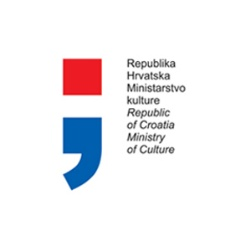 Republika
Hrvatska
Ministarstvo
kulture
Republic
of Croatia
Ministry
of Culture